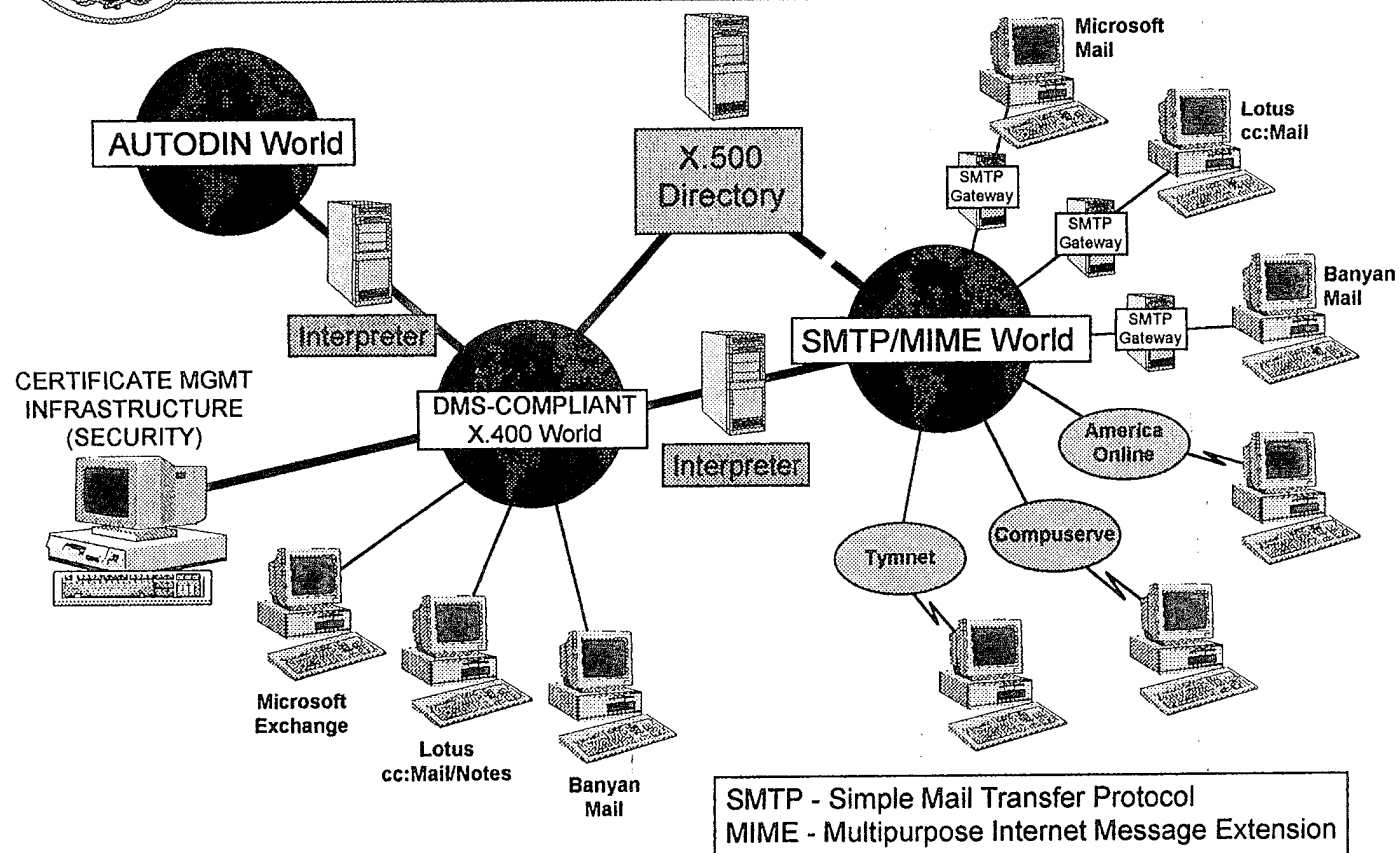 Microsoft
Mail
AUTODIN World
X.500
Directory
Lotus
cc:Mail
SMTP
Gateway
SMTP
Gateway
Banyan
Mail
SMTP
Gateway
Interpreter
SMTP/MIME World
CERTIFICATE MGMT
INFRASTRUCTURE
(SECURITY)
DMS-COMPLIANT
X.400 World
Interpreter
America
Online
Compuserve
Tymnet
Microsoft
Exchange
Lotus
cc:Mail/Notes
Banyan
Mail
SMTP - Simple Mail Transfer Protocol
MIME - Multipurpose Internet Message Extension